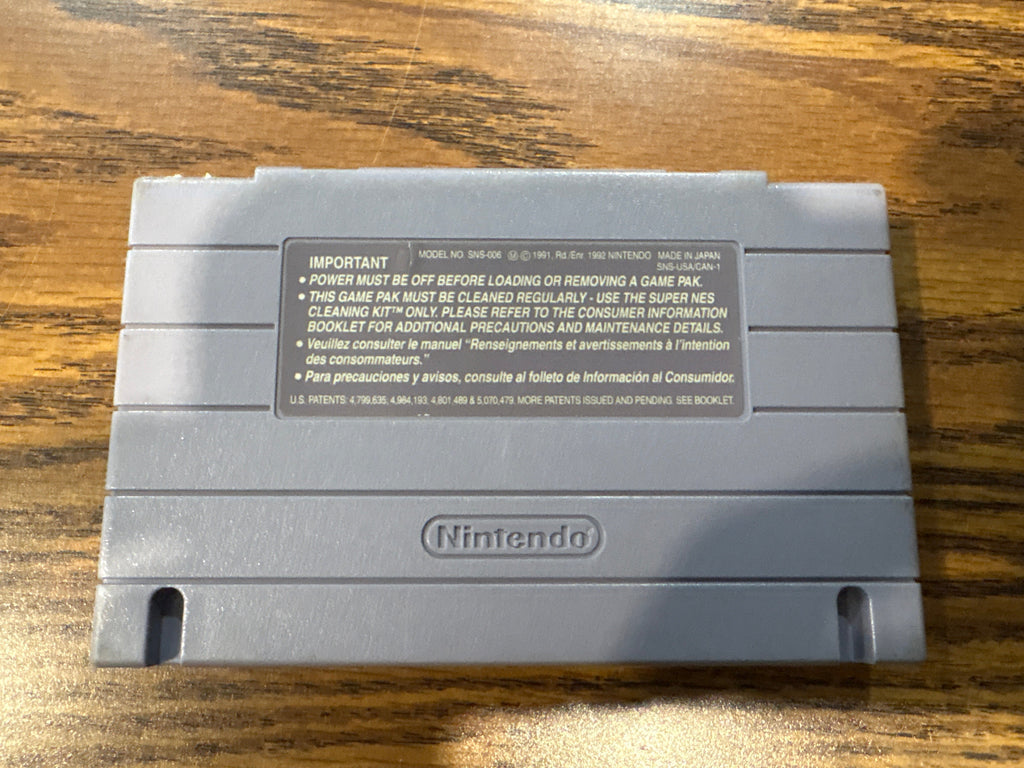 IMPORTANT
MODEL NO. SNS-006 Ⓜ © 1991, Rd./Enr. 1992 NINTENDO MADE IN JAPAN
SNS-USA/CAN-1
• POWER MUST BE OFF BEFORE LOADING OR REMOVING A GAME PAK.
• THIS GAME PAK MUST BE CLEANED REGULARLY - USE THE SUPER NES
CLEANING KIT™ ONLY. PLEASE REFER TO THE CONSUMER INFORMATION
BOOKLET FOR ADDITIONAL PRECAUTIONS AND MAINTENANCE DETAILS.
• Veuillez consulter le manuel "Renseignements et avertissements à l'intention
des consommateurs."
• Para precauciones y avisos, consulte al folleto de Información al Consumidor.
U.S. PATENTS: 4,799,635; 4,984,193; 4,801,489 & 5,070,479. MORE PATENTS ISSUED AND PENDING. SEE BOOKLET.
Nintendo